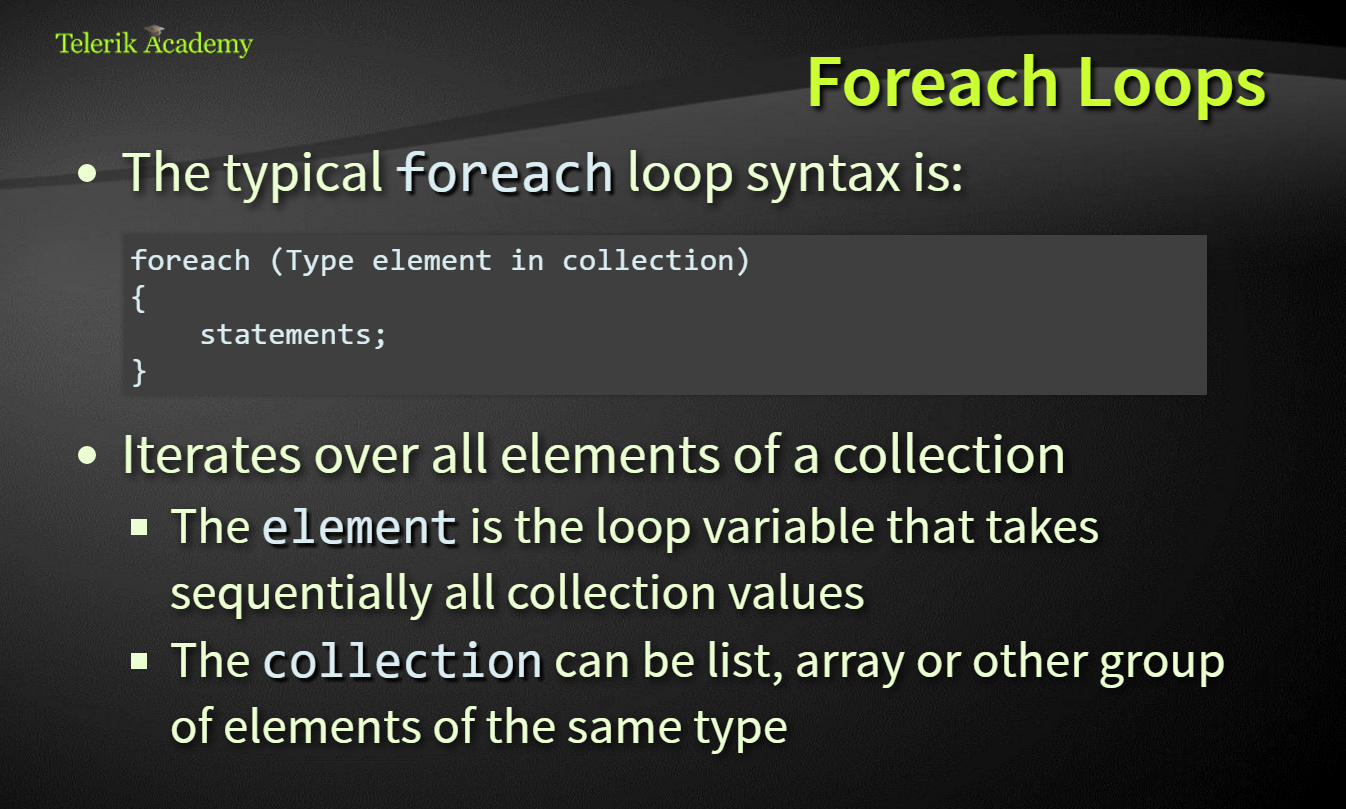 Telerik Academy
Foreach Loops
• The typical foreach loop syntax is:
foreach (Type element in collection)
{
    statements;
}
• Iterates over all elements of a collection
▪ The element is the loop variable that takes
sequentially all collection values
▪ The collection can be list, array or other group
of elements of the same type